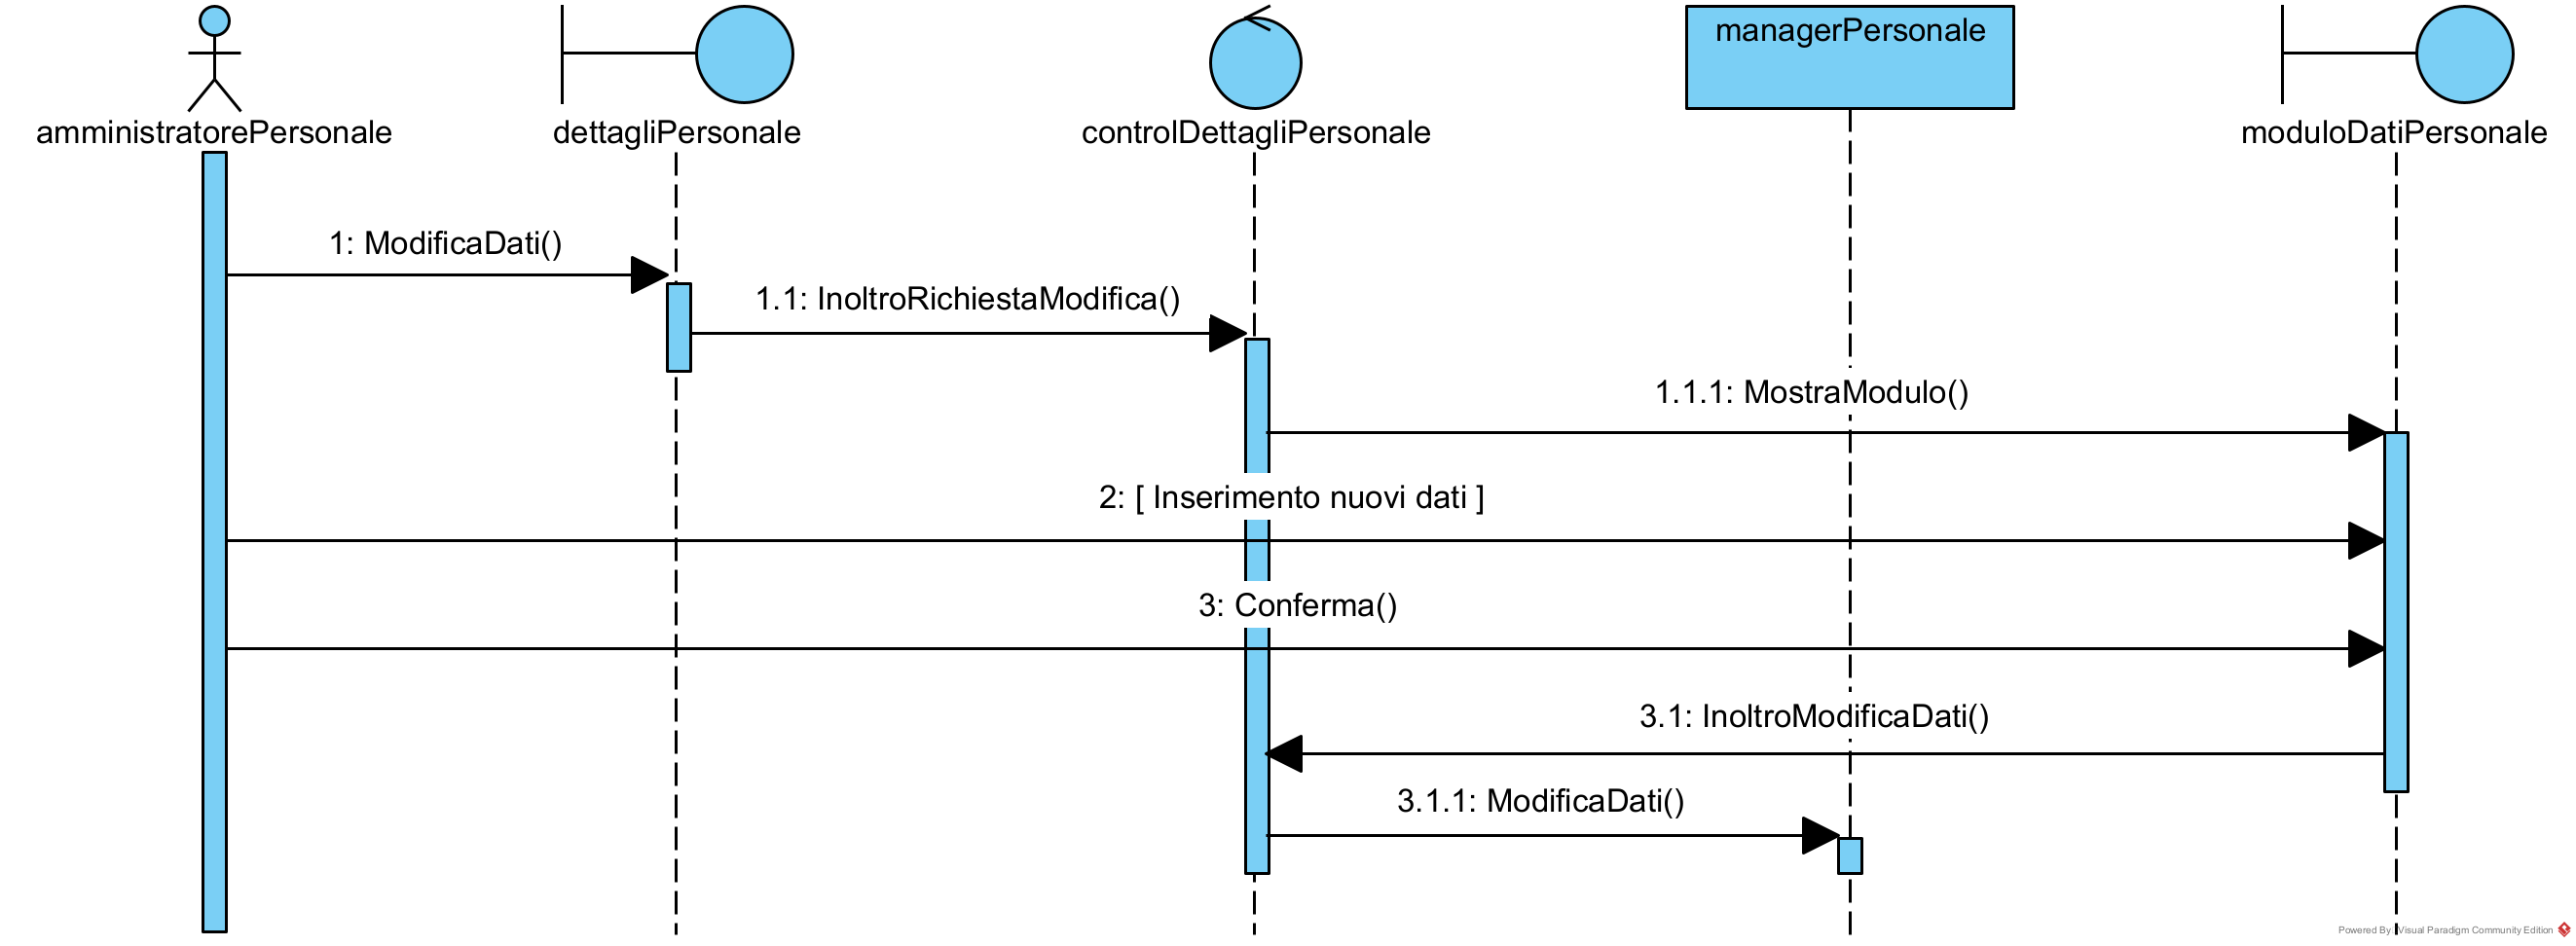 managerPersonale
amministratorePersonale
dettagliPersonale
controlDettagliPersonale
moduloDatiPersonale
1: ModificaDati()
1.1: InoltroRichiestaModifica()
1.1.1: MostraModulo()
2: [ Inserimento nuovi dati ]
3: Conferma()
3.1: InoltroModificaDati()
3.1.1: ModificaDati()
Powered By Visual Paradigm Community Edition